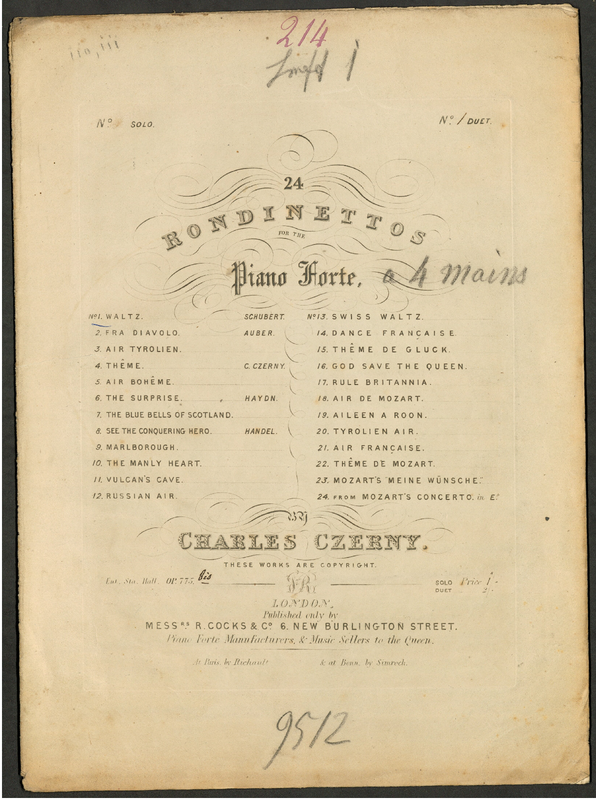 214
No SOLO.
No. 1 DUET.
24
RONDINETTOS
FOR THE
Piano Forte, a 4 mains
No1. WALTZ. SCHUBERT.
2. FRA DIAVOLO. AUBER.
3. AIR TYROLIEN.
4. THÊME. C. CZERNY.
5. AIR BOHÊME.
6. THE SURPRISE. HAYDN.
7. THE BLUE BELLS OF SCOTLAND.
8. SEE THE CONQUERING HERO. HANDEL.
9. MARLBOROUGH.
10. THE MANLY HEART.
11. VULCAN'S CAVE.
12. RUSSIAN AIR.
No13. SWISS WALTZ.
14. DANCE FRANÇAISE.
15. THÊME DE GLUCK.
16. GOD SAVE THE QUEEN.
17. RULE BRITANNIA.
18. AIR DE MOZART.
19. AILEEN A ROON.
20. TYROLIEN AIR.
21. AIR FRANÇAISE.
22. THÊME DE MOZART.
23. MOZART'S "MEINE WÜNSCHE."
24. FROM MOZART'S CONCERTO. in E♭
BY
CHARLES CZERNY.
THESE WORKS ARE COPYRIGHT.
Ent. Sta. Hall. OP. 775. bis
SOLO Price 1/-
DUET 2/-
LONDON,
Published only by
MESSRS R. COCKS & Co. 6, NEW BURLINGTON STREET.
Piano Forte Manufacturers, & Music Sellers to the Queen.
At Paris, by Richault & at Bonn, by Simrock.
9512